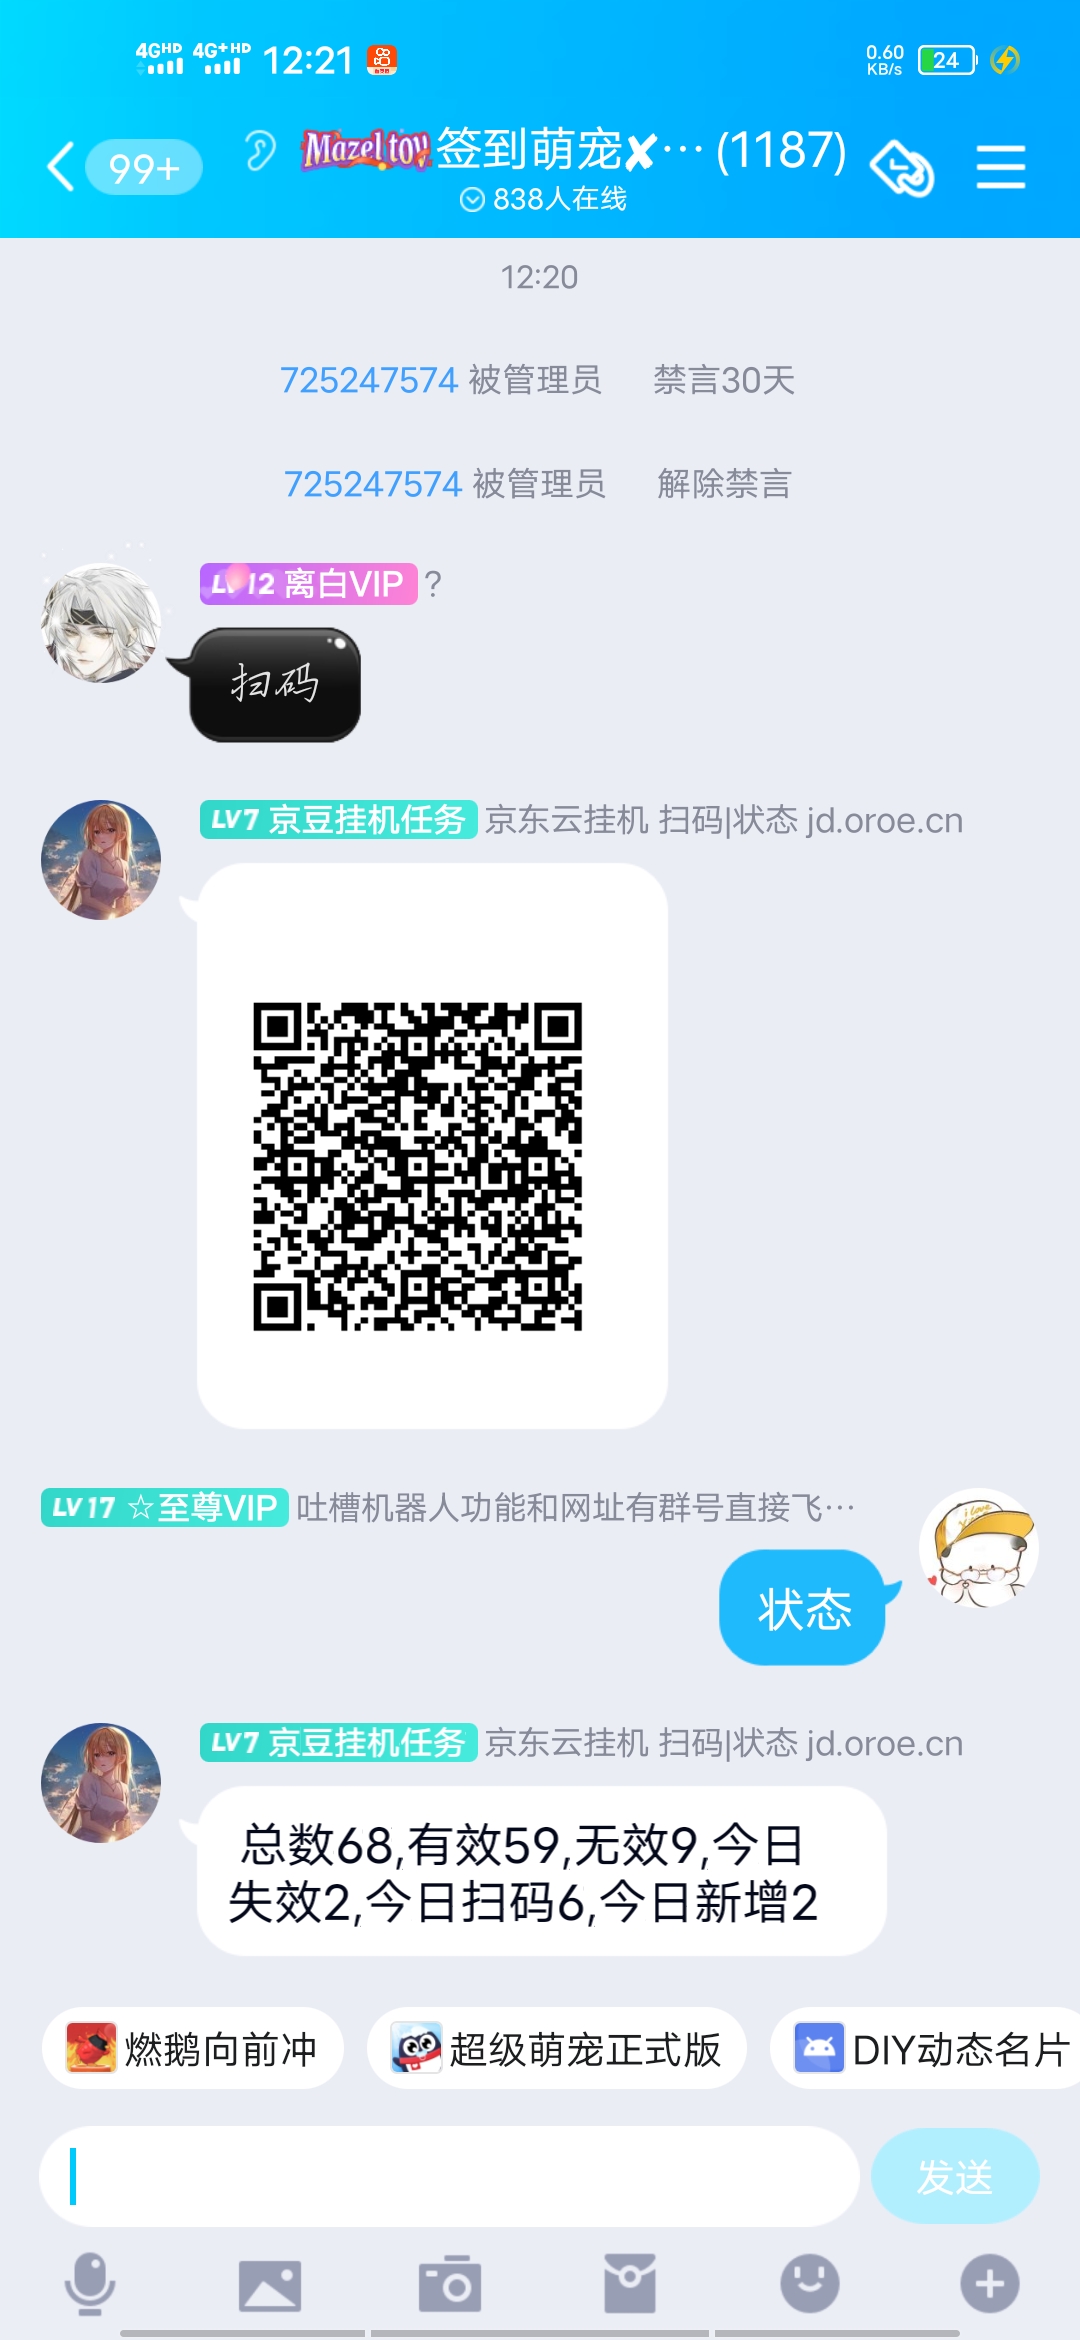 4GHD 4G+HD 12:21 0.60 KB/s 24
99+ Mazel tov 签到萌宠✘… (1187)
838人在线
12:20
725247574 被管理员 禁言30天
725247574 被管理员 解除禁言
LV12 离白VIP ?
扫码
LV7 京豆挂机任务 京东云挂机 扫码|状态 jd.oroe.cn
LV17 ☆至尊VIP 吐槽机器人功能和网址有群号直接飞…
状态
LV7 京豆挂机任务 京东云挂机 扫码|状态 jd.oroe.cn
总数68,有效59,无效9,今日
失效2,今日扫码6,今日新增2
燃鹅向前冲 超级萌宠正式版 DIY动态名片
发送